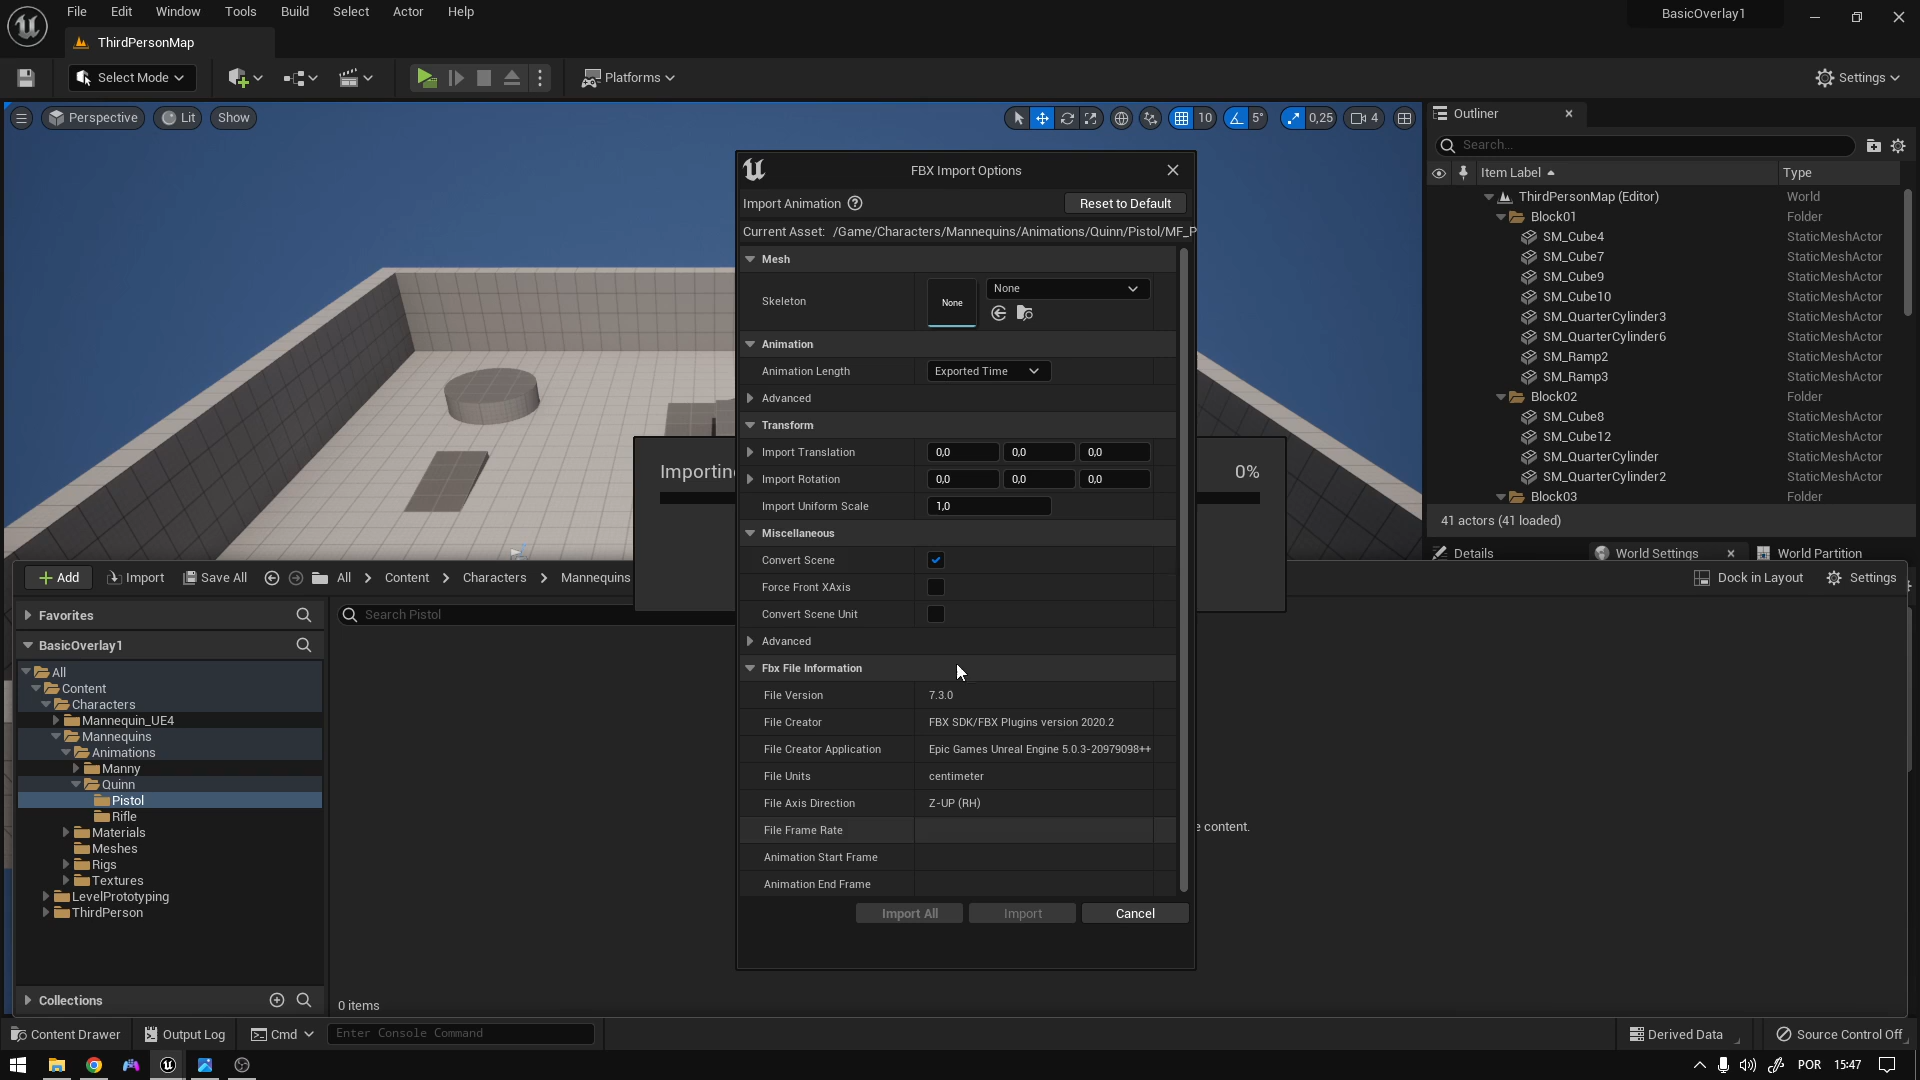 File Edit Window Tools Build Select Actor Help
BasicOverlay1
ThirdPersonMap
Select Mode
Platforms
Settings
Perspective
Lit
Show
10
5°
0,25
4
Outliner
Search...
Item Label
Type
ThirdPersonMap (Editor) World
Block01 Folder
SM_Cube4 StaticMeshActor
SM_Cube7 StaticMeshActor
SM_Cube9 StaticMeshActor
SM_Cube10 StaticMeshActor
SM_QuarterCylinder3 StaticMeshActor
SM_QuarterCylinder6 StaticMeshActor
SM_Ramp2 StaticMeshActor
SM_Ramp3 StaticMeshActor
Block02 Folder
SM_Cube8 StaticMeshActor
SM_Cube12 StaticMeshActor
SM_QuarterCylinder StaticMeshActor
SM_QuarterCylinder2 StaticMeshActor
Block03 Folder
41 actors (41 loaded)
Details
World Settings
World Partition
FBX Import Options
Import Animation
Reset to Default
Current Asset: /Game/Characters/Mannequins/Animations/Quinn/Pistol/MF_P
Mesh
Skeleton
None
None
Animation
Animation Length Exported Time
Advanced
Transform
Import Translation 0,0 0,0 0,0
Import Rotation 0,0 0,0 0,0
Import Uniform Scale 1,0
Miscellaneous
Convert Scene
Force Front XAxis
Convert Scene Unit
Advanced
Fbx File Information
File Version 7.3.0
File Creator FBX SDK/FBX Plugins version 2020.2
File Creator Application Epic Games Unreal Engine 5.0.3-20979098++
File Units centimeter
File Axis Direction Z-UP (RH)
File Frame Rate
Animation Start Frame
Animation End Frame
Import All
Import
Cancel
0%
Add
Import
Save All
All
Content
Characters
Mannequins
Dock in Layout
Settings
Favorites
Search Pistol
BasicOverlay1
All
Content
Characters
Mannequin_UE4
Mannequins
Animations
Manny
Quinn
Pistol
Rifle
Materials
Meshes
Rigs
Textures
LevelPrototyping
ThirdPerson
content.
Collections
0 items
Content Drawer
Output Log
Cmd
Enter Console Command
Derived Data
Source Control Off
POR
15:47